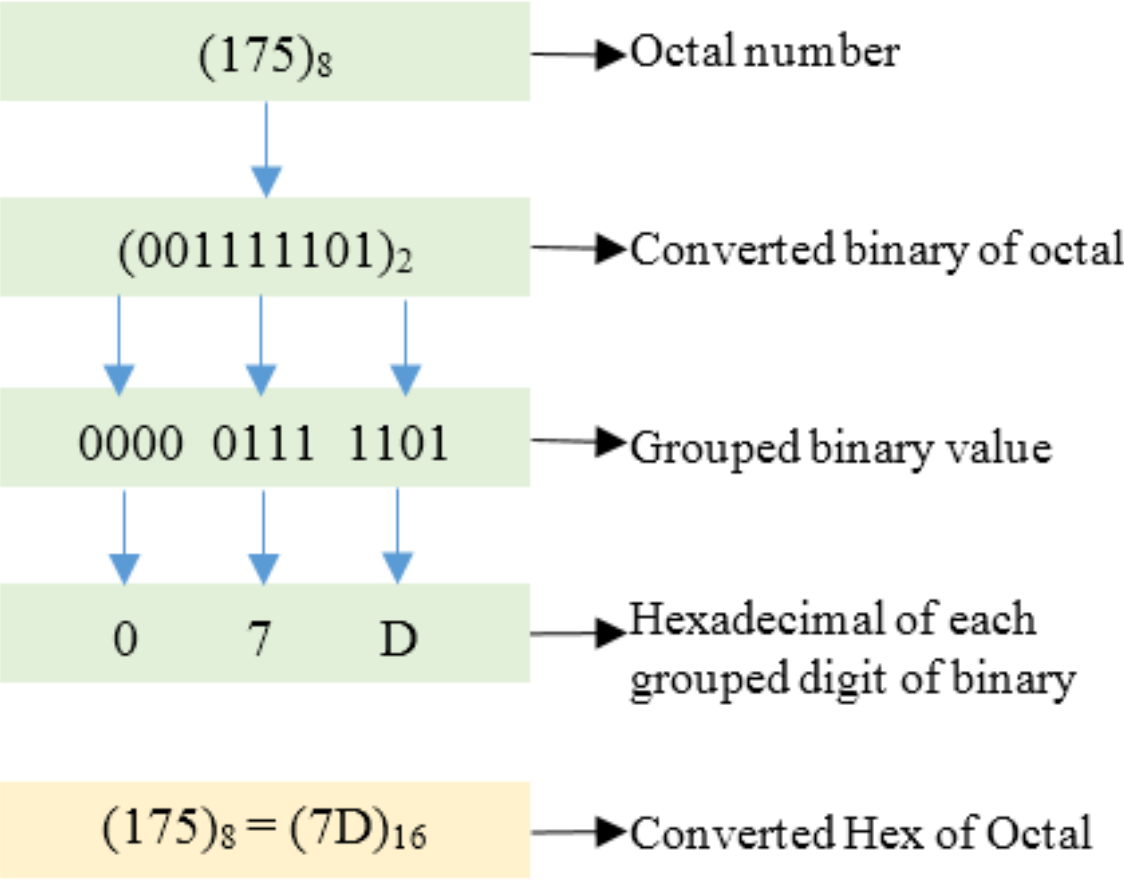 (175)₈
Octal number
(001111101)₂
Converted binary of octal
0000 0111 1101
Grouped binary value
0 7 D
Hexadecimal of each
grouped digit of binary
(175)₈ = (7D)₁₆
Converted Hex of Octal